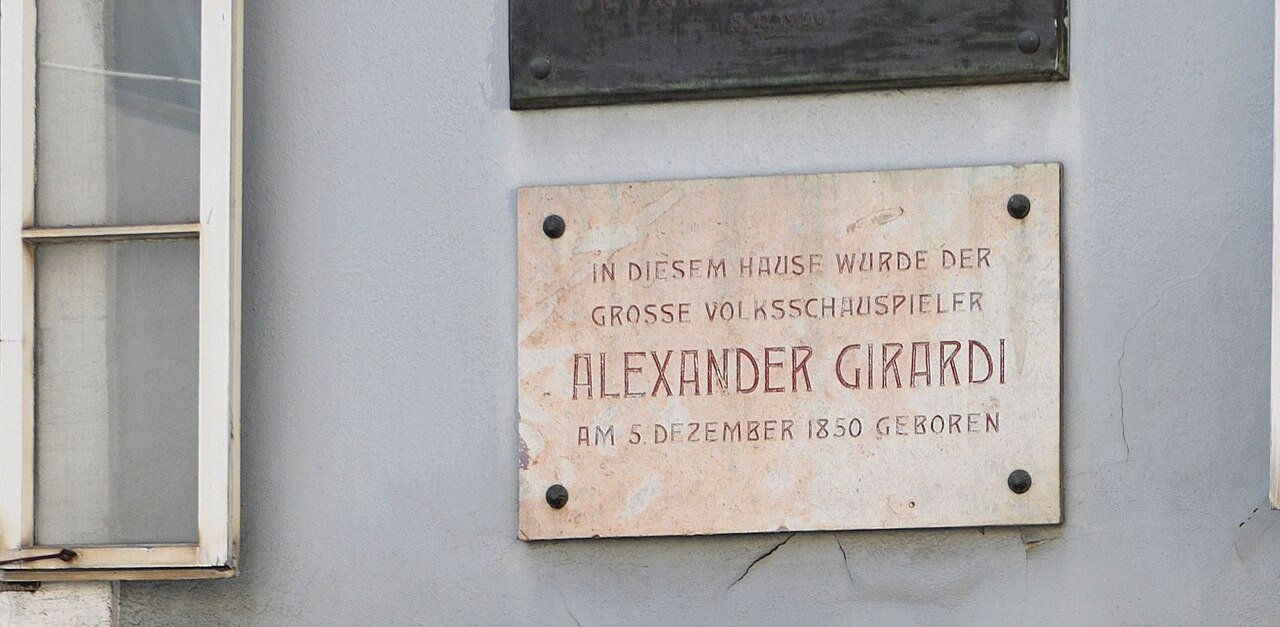 IN DIESEM HAUSE WURDE DER
GROSSE VOLKSSCHAUSPIELER
ALEXANDER GIRARDI
AM 5. DEZEMBER 1850 GEBOREN